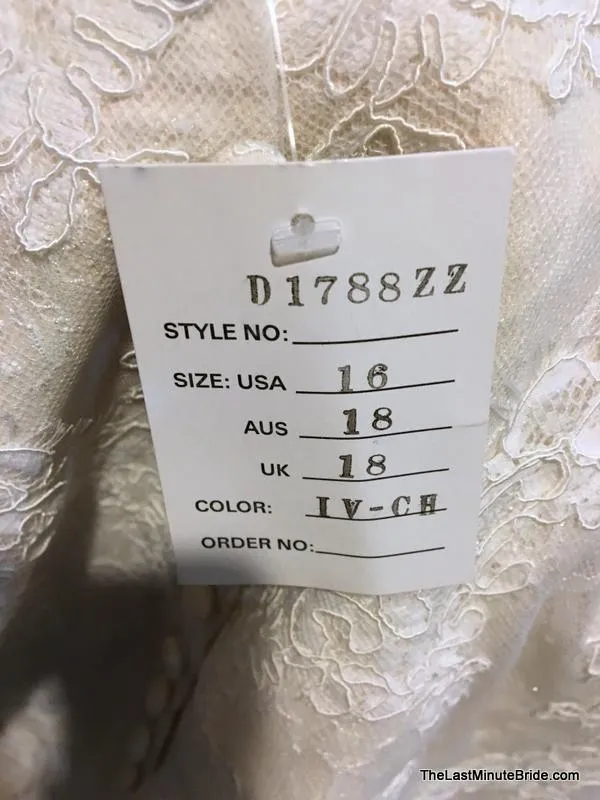 D1788ZZ
STYLE NO:
SIZE: USA 16
AUS 18
UK 18
COLOR: IV-CH
ORDER NO:
TheLastMinuteBride.com